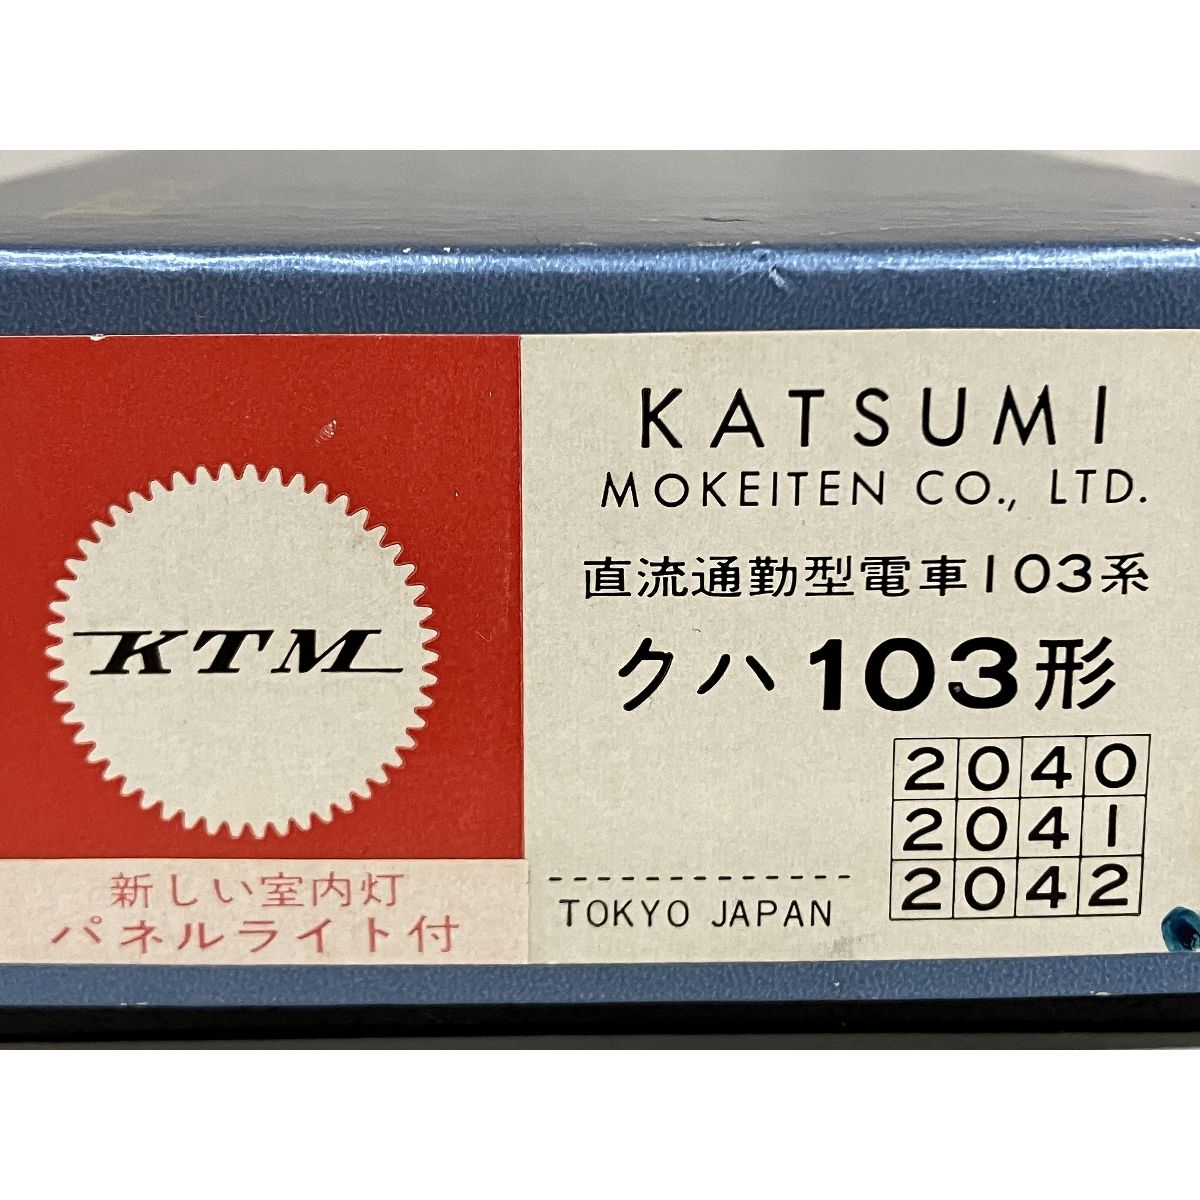 KTM
新しい室内灯
パネルライト付
KATSUMI
MOKEITEN CO., LTD.
直流通勤型電車103系
クハ103形
2040
2041
2042
TOKYO JAPAN